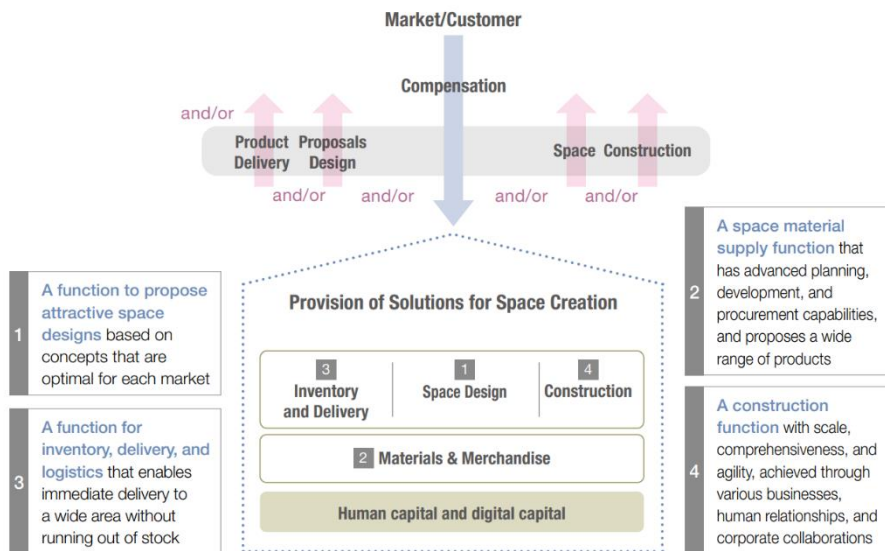 Market/Customer
Compensation
and/or
Product
Delivery
Proposals
Design
Space
Construction
and/or
and/or
and/or
and/or
1
A function to propose
attractive space
designs based on
concepts that are
optimal for each market
2
A space material
supply function that
has advanced planning,
development, and
procurement capabilities,
and proposes a wide
range of products
3
A function for
inventory, delivery, and
logistics that enables
immediate delivery to
a wide area without
running out of stock
4
A construction
function with scale,
comprehensiveness, and
agility, achieved through
various businesses,
human relationships, and
corporate collaborations
Provision of Solutions for Space Creation
3
Inventory
and Delivery
1
Space Design
4
Construction
2 Materials & Merchandise
Human capital and digital capital